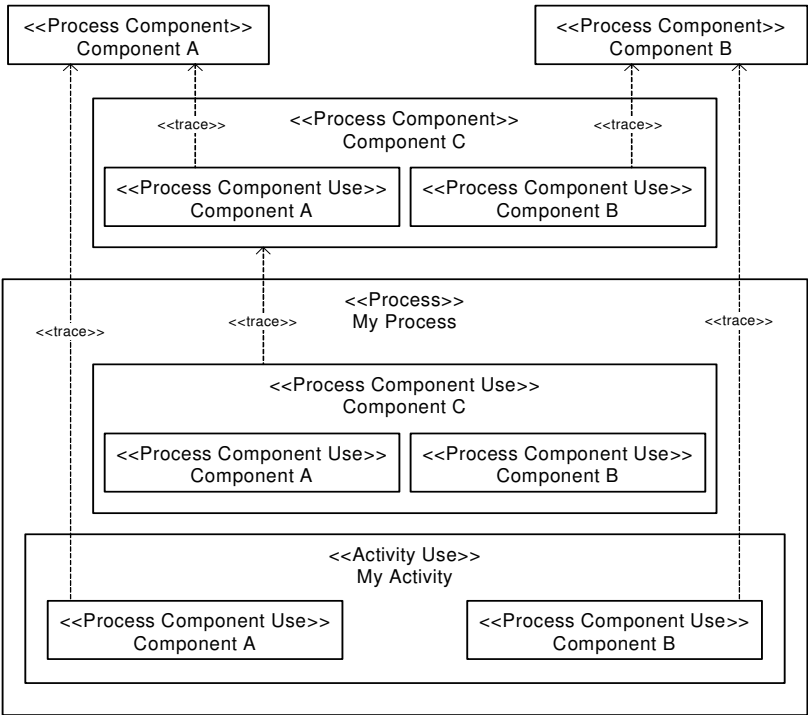 <<Process Component>>
Component A
<<Process Component>>
Component B
<<trace>>
<<Process Component>>
Component C
<<trace>>
<<Process Component Use>>
Component A
<<Process Component Use>>
Component B
<<Process>>
My Process
<<trace>>
<<trace>>
<<trace>>
<<Process Component Use>>
Component C
<<Process Component Use>>
Component A
<<Process Component Use>>
Component B
<<Activity Use>>
My Activity
<<Process Component Use>>
Component A
<<Process Component Use>>
Component B